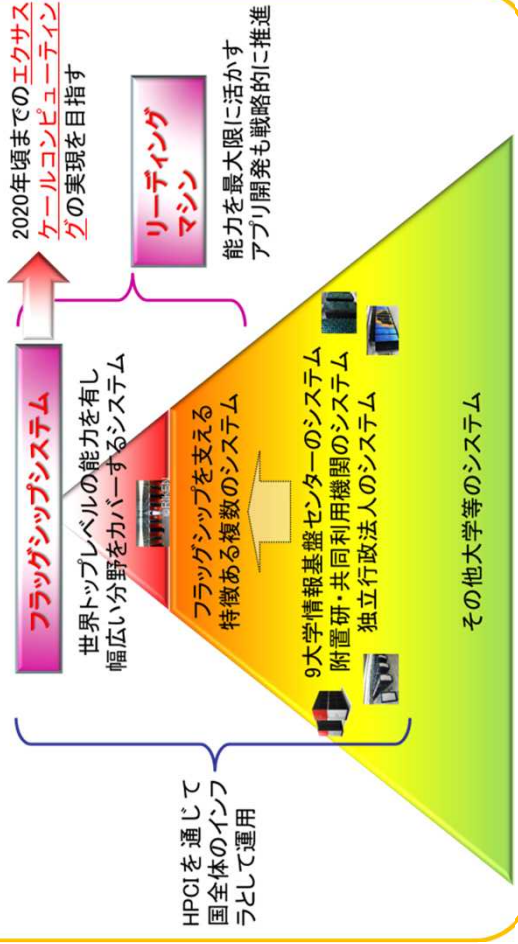 フラッグシップシステム
2020年頃までのエクサス
ケールコンピューティン
グの実現を目指す
世界トップレベルの能力を有し
幅広い分野をカバーするシステム
リーディング
マシン
能力を最大限に活かす
アプリ開発も戦略的に推進
HPCIを通じて
国全体のインフ
ラとして運用
フラッグシップを支える
特徴ある複数のシステム
9大学情報基盤センターのシステム
附置研・共同利用機関のシステム
独立行政法人のシステム
その他大学等のシステム